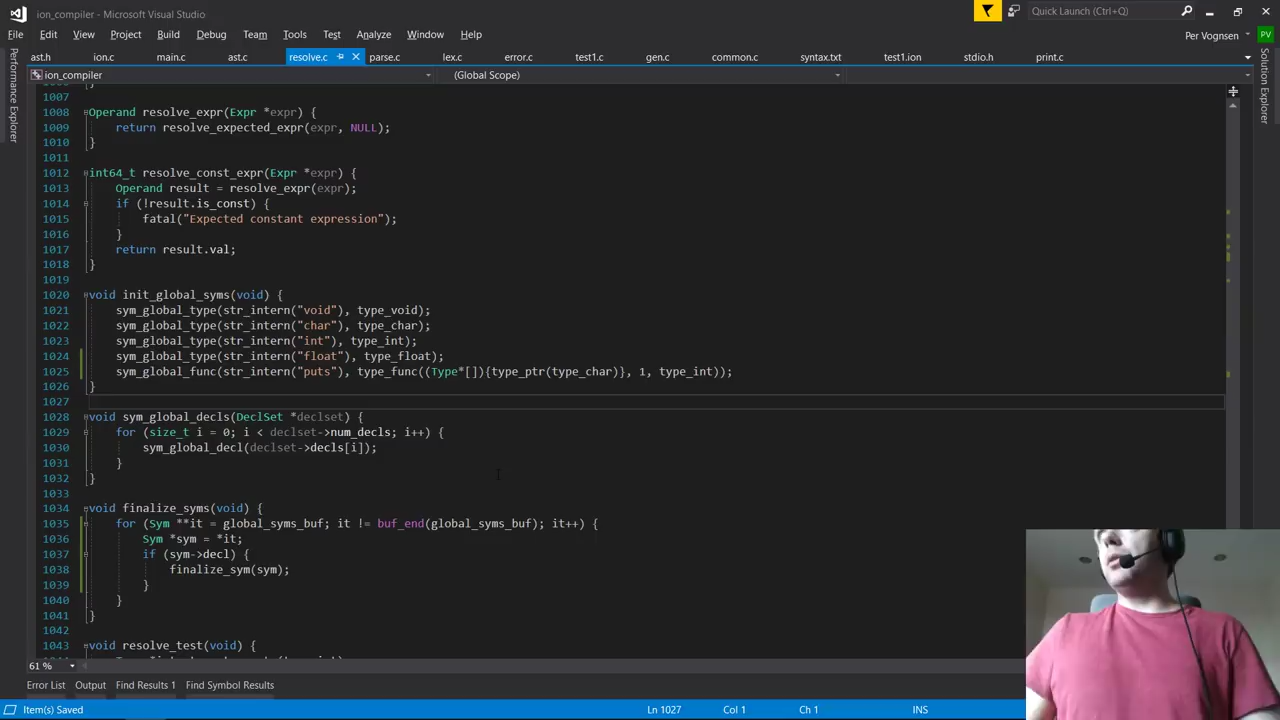 ion_compiler - Microsoft Visual Studio
Quick Launch (Ctrl+Q)
File Edit View Project Build Debug Team Tools Test Analyze Window Help
Per Vognsen PV
ast.h ion.c main.c ast.c resolve.c parse.c lex.c error.c test1.c gen.c common.c syntax.txt test1.ion stdio.h print.c
Performance Explorer
Solution Explorer
ion_compiler (Global Scope)
1007
1008 Operand resolve_expr(Expr *expr) {
1009 return resolve_expected_expr(expr, NULL);
1010 }
1011
1012 int64_t resolve_const_expr(Expr *expr) {
1013 Operand result = resolve_expr(expr);
1014 if (!result.is_const) {
1015 fatal("Expected constant expression");
1016 }
1017 return result.val;
1018 }
1019
1020 void init_global_syms(void) {
1021 sym_global_type(str_intern("void"), type_void);
1022 sym_global_type(str_intern("char"), type_char);
1023 sym_global_type(str_intern("int"), type_int);
1024 sym_global_type(str_intern("float"), type_float);
1025 sym_global_func(str_intern("puts"), type_func((Type*[]){type_ptr(type_char)}, 1, type_int));
1026 }
1027
1028 void sym_global_decls(DeclSet *declset) {
1029 for (size_t i = 0; i < declset->num_decls; i++) {
1030 sym_global_decl(declset->decls[i]);
1031 }
1032 }
1033
1034 void finalize_syms(void) {
1035 for (Sym **it = global_syms_buf; it != buf_end(global_syms_buf); it++) {
1036 Sym *sym = *it;
1037 if (sym->decl) {
1038 finalize_sym(sym);
1039 }
1040 }
1041 }
1042
1043 void resolve_test(void) {
61 %
Error List Output Find Results 1 Find Symbol Results
Item(s) Saved Ln 1027 Col 1 Ch 1 INS